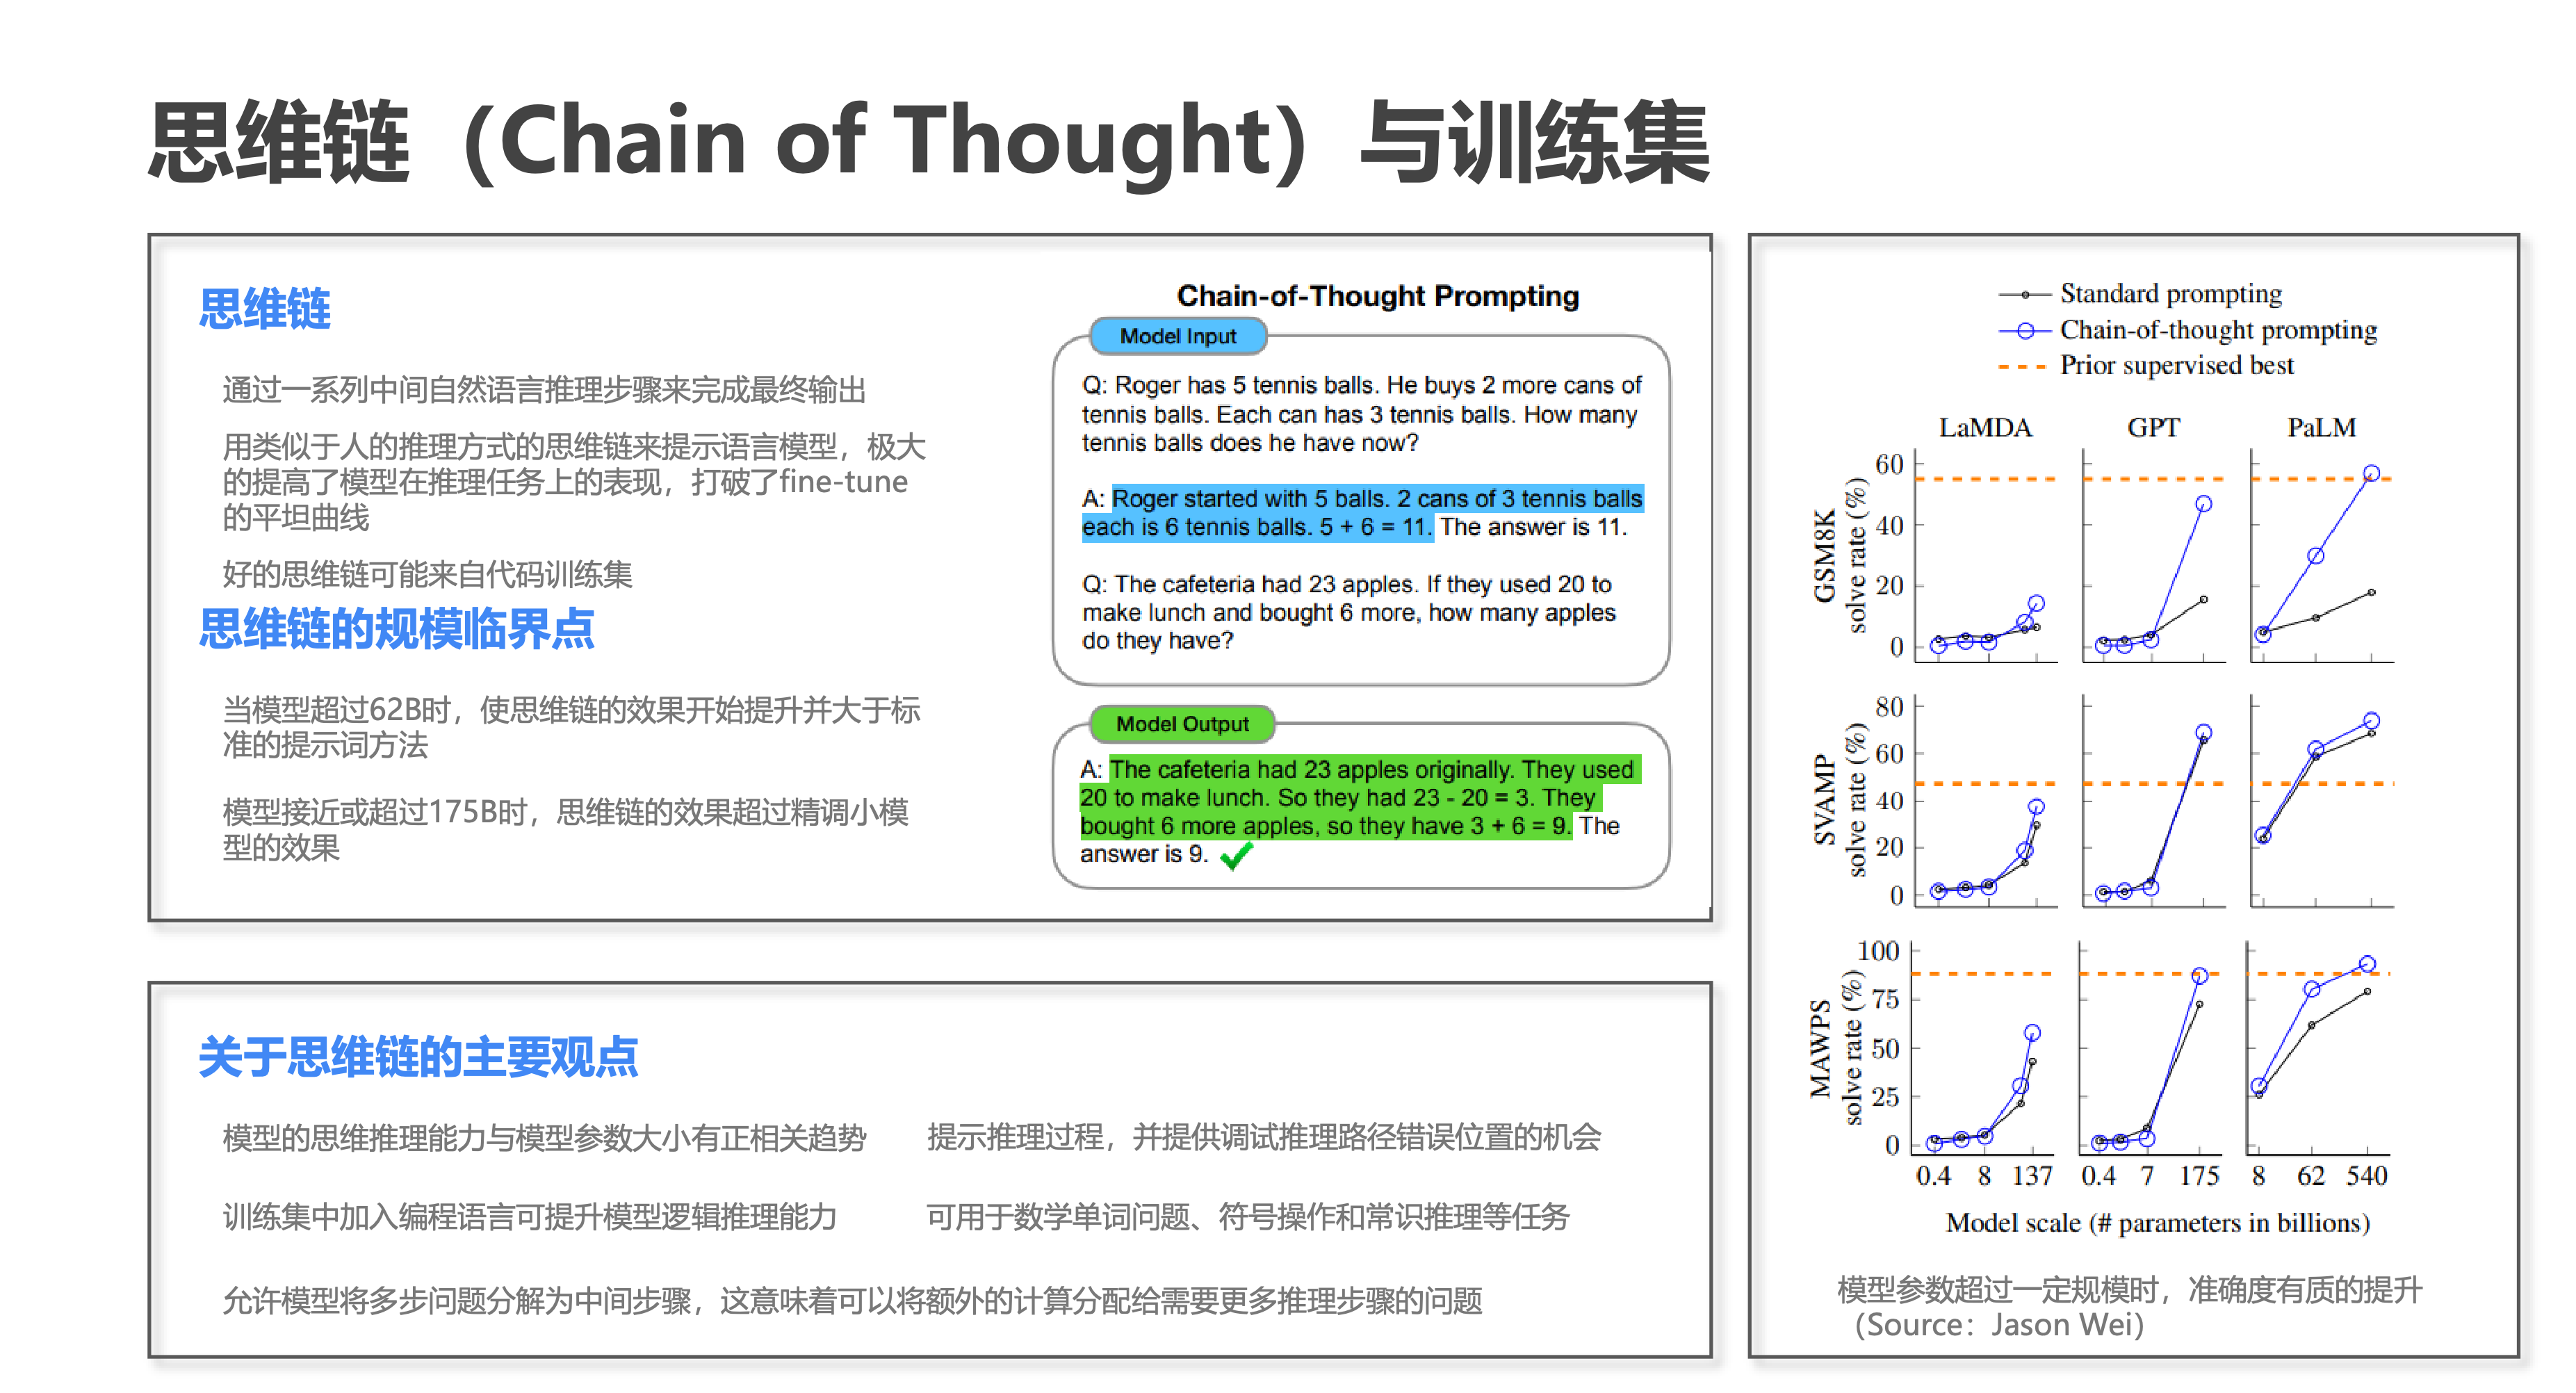 思维链（Chain of Thought）与训练集
思维链
通过一系列中间自然语言推理步骤来完成最终输出
用类似于人的推理方式的思维链来提示语言模型，极大
的提高了模型在推理任务上的表现，打破了fine-tune
的平坦曲线
好的思维链可能来自代码训练集
思维链的规模临界点
当模型超过62B时，使思维链的效果开始提升并大于标
准的提示词方法
模型接近或超过175B时，思维链的效果超过精调小模
型的效果
Chain-of-Thought Prompting
Model Input
Q: Roger has 5 tennis balls. He buys 2 more cans of
tennis balls. Each can has 3 tennis balls. How many
tennis balls does he have now?
A: Roger started with 5 balls. 2 cans of 3 tennis balls
each is 6 tennis balls. 5 + 6 = 11. The answer is 11.
Q: The cafeteria had 23 apples. If they used 20 to
make lunch and bought 6 more, how many apples
do they have?
Model Output
A: The cafeteria had 23 apples originally. They used
20 to make lunch. So they had 23 - 20 = 3. They
bought 6 more apples, so they have 3 + 6 = 9. The
answer is 9.
关于思维链的主要观点
模型的思维推理能力与模型参数大小有正相关趋势
提示推理过程，并提供调试推理路径错误位置的机会
训练集中加入编程语言可提升模型逻辑推理能力
可用于数学单词问题、符号操作和常识推理等任务
允许模型将多步问题分解为中间步骤，这意味着可以将额外的计算分配给需要更多推理步骤的问题
Standard prompting
Chain-of-thought prompting
Prior supervised best
LaMDA GPT PaLM
GSM8K
solve rate (%)
60
40
20
0
SVAMP
solve rate (%)
80
60
40
20
0
MAWPS
solve rate (%)
100
75
50
25
0
0.4 8 137 0.4 7 175 8 62 540
Model scale (# parameters in billions)
模型参数超过一定规模时，准确度有质的提升
（Source：Jason Wei）